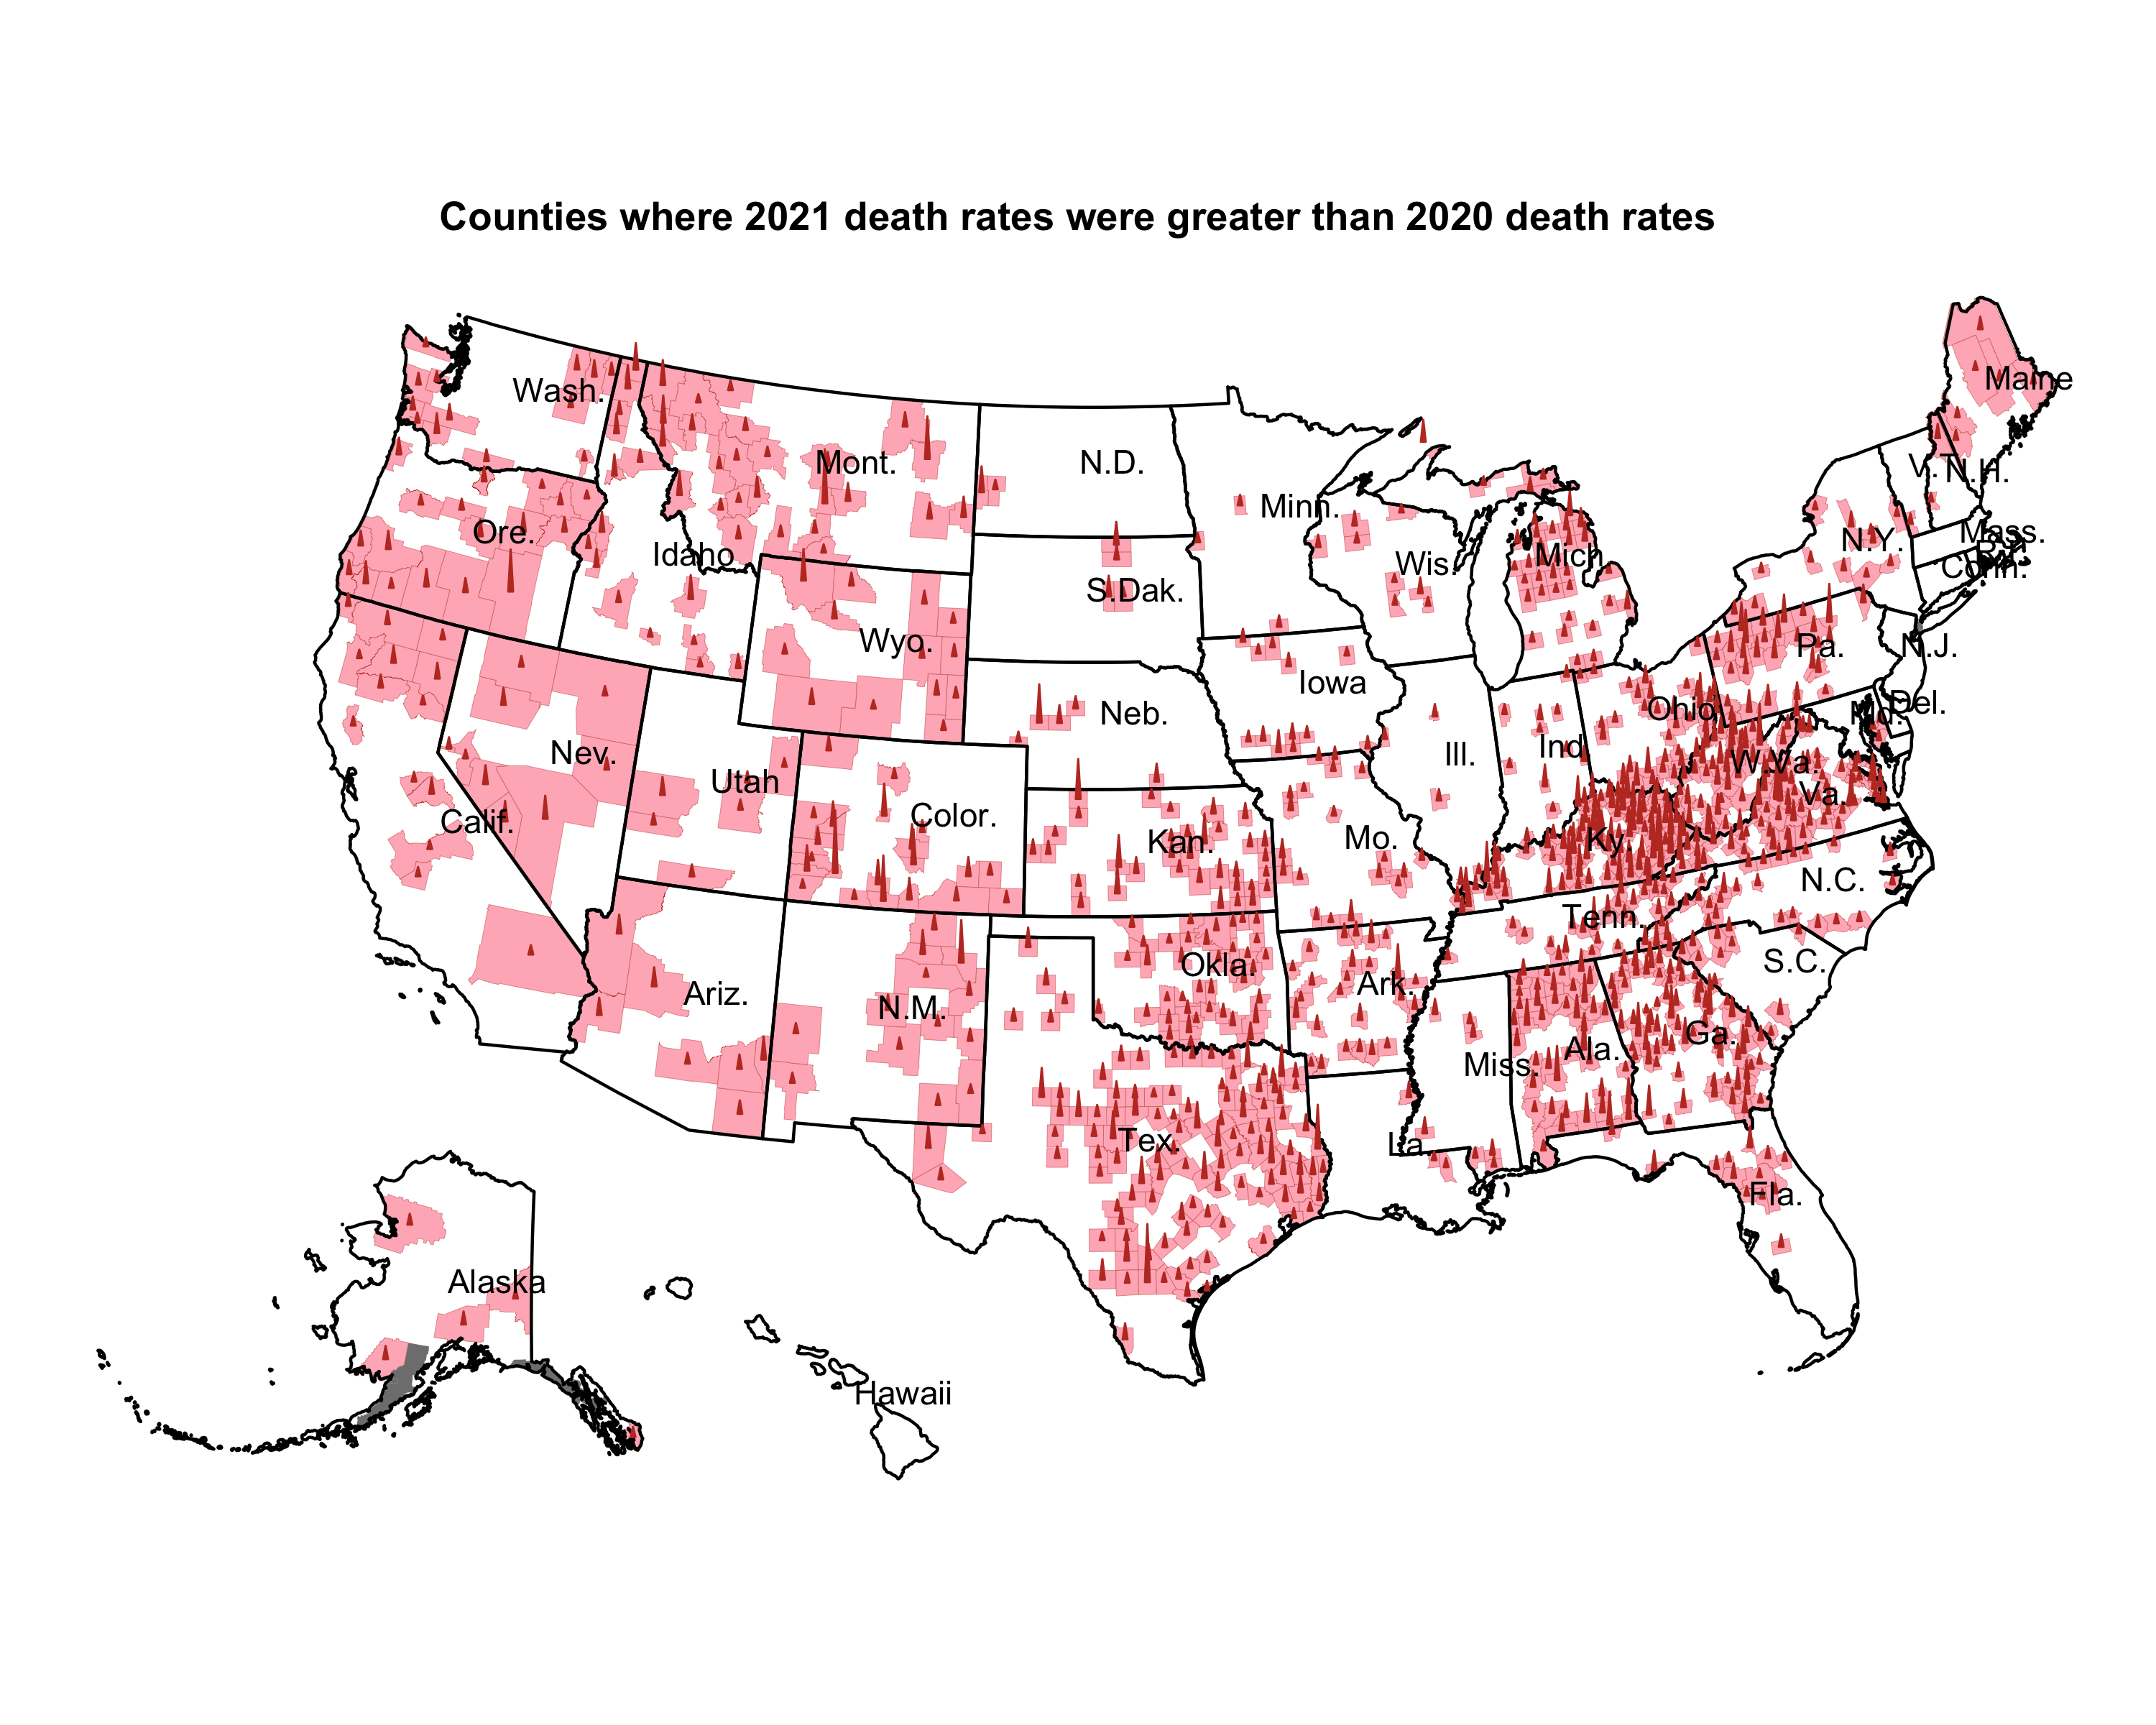 Counties where 2021 death rates were greater than 2020 death rates
Wash.
Maine
Mont.
N.D.
V.T.
N.H.
Minn.
Ore.
Idaho
Mich.
N.Y.
Mass.
Wis.
Conn.
S.Dak.
Wyo.
Pa.
N.J.
Iowa
Neb.
Ohio
Del.
Md.
Nev.
Utah
Ill.
Ind.
W.Va.
Va.
Calif.
Color.
Kan.
Mo.
Ky.
N.C.
Tenn.
Okla.
S.C.
Ariz.
N.M.
Ark.
Ga.
Miss.
Ala.
Tex.
La.
Fla.
Alaska
Hawaii